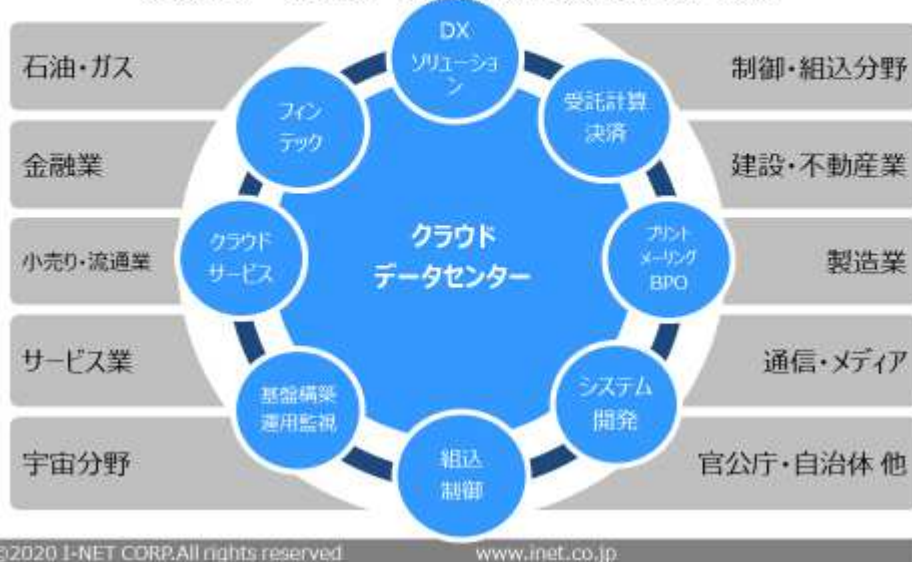 DX
ソリューショ
ン
石油・ガス
制御・組込分野
フィン
テック
受託計算
決済
金融業
建設・不動産業
クラウド
データセンター
小売り・流通業
クラウド
サービス
プリント
メーリング
BPO
製造業
サービス業
通信・メディア
基盤構築
運用監視
システム
開発
宇宙分野
組込
制御
官公庁・自治体 他
©2020 I-NET CORP.All rights reserved
www.inet.co.jp